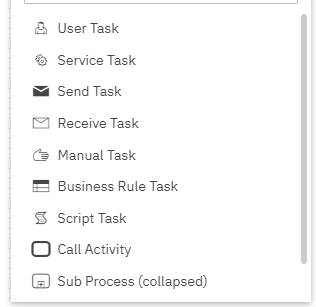 User Task
Service Task
Send Task
Receive Task
Manual Task
Business Rule Task
Script Task
Call Activity
Sub Process (collapsed)